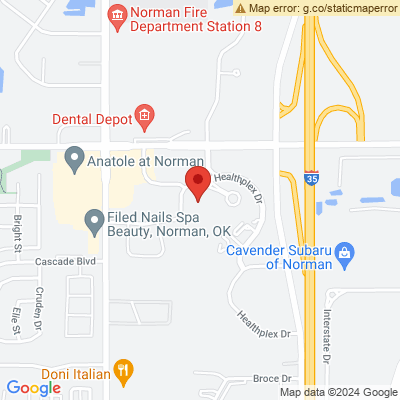 Map error: g.co/staticmaperror
Norman Fire
Department Station 8
Dental Depot
Anatole at Norman
Healthplex Dr
35
Filed Nails Spa
Beauty, Norman, OK
Bright St
Cavender Subaru
of Norman
Cascade Blvd
Cruden Dr
Elle St
Healthplex Dr
Interstate Dr
Doni Italian
Broce Dr
Google
Map data ©2024 Google